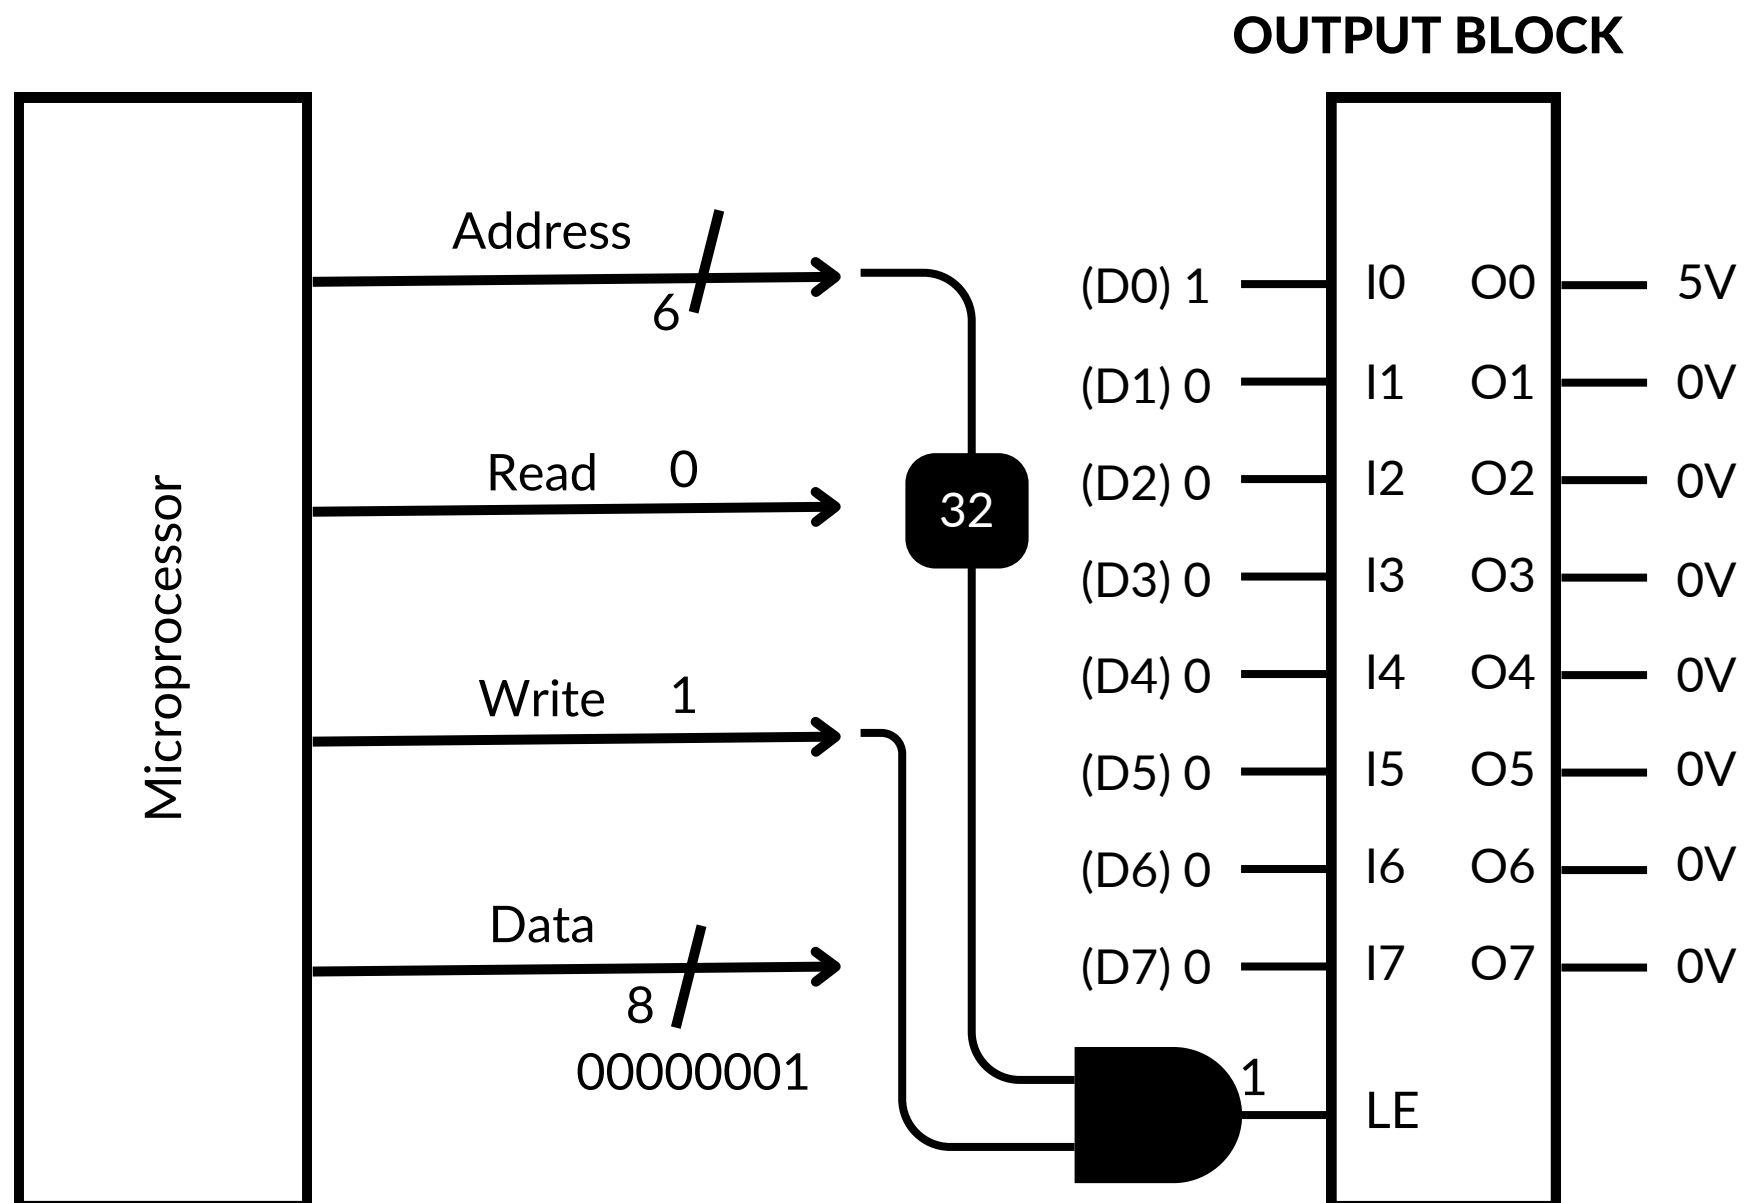 OUTPUT BLOCK
Microprocessor
Address
6
Read 0
Write 1
Data
8
00000001
32
(D0) 1 I0 O0 5V
(D1) 0 I1 O1 0V
(D2) 0 I2 O2 0V
(D3) 0 I3 O3 0V
(D4) 0 I4 O4 0V
(D5) 0 I5 O5 0V
(D6) 0 I6 O6 0V
(D7) 0 I7 O7 0V
1
LE